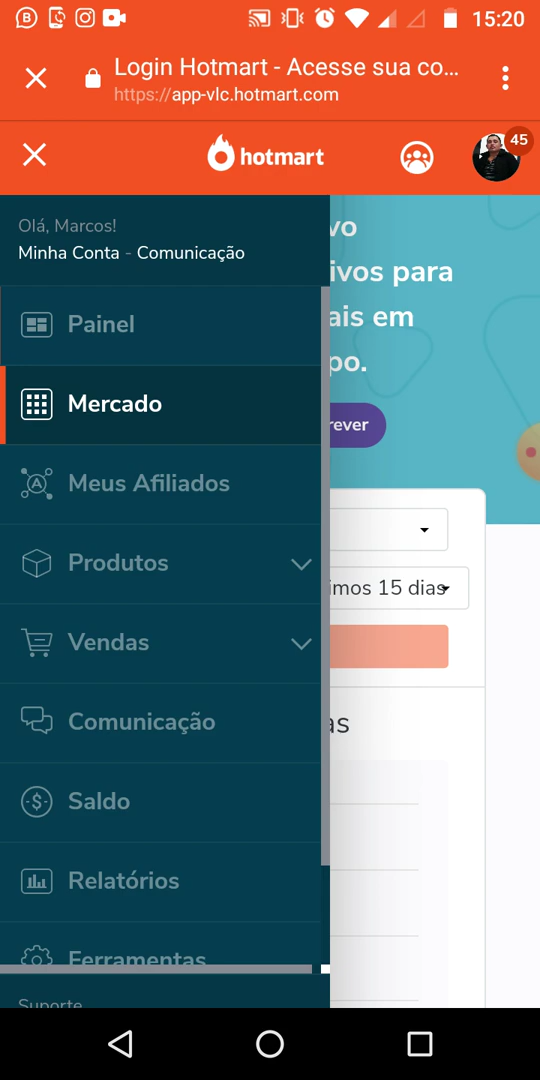 15:20
Login Hotmart - Acesse sua co...
https://app-vlc.hotmart.com
hotmart
45
Olá, Marcos!
Minha Conta - Comunicação
Painel
Mercado
Meus Afiliados
Produtos
Vendas
Comunicação
Saldo
Relatórios
Ferramentas
Suporte
vo
ivos para
ais em
po.
rever
imos 15 dias
as